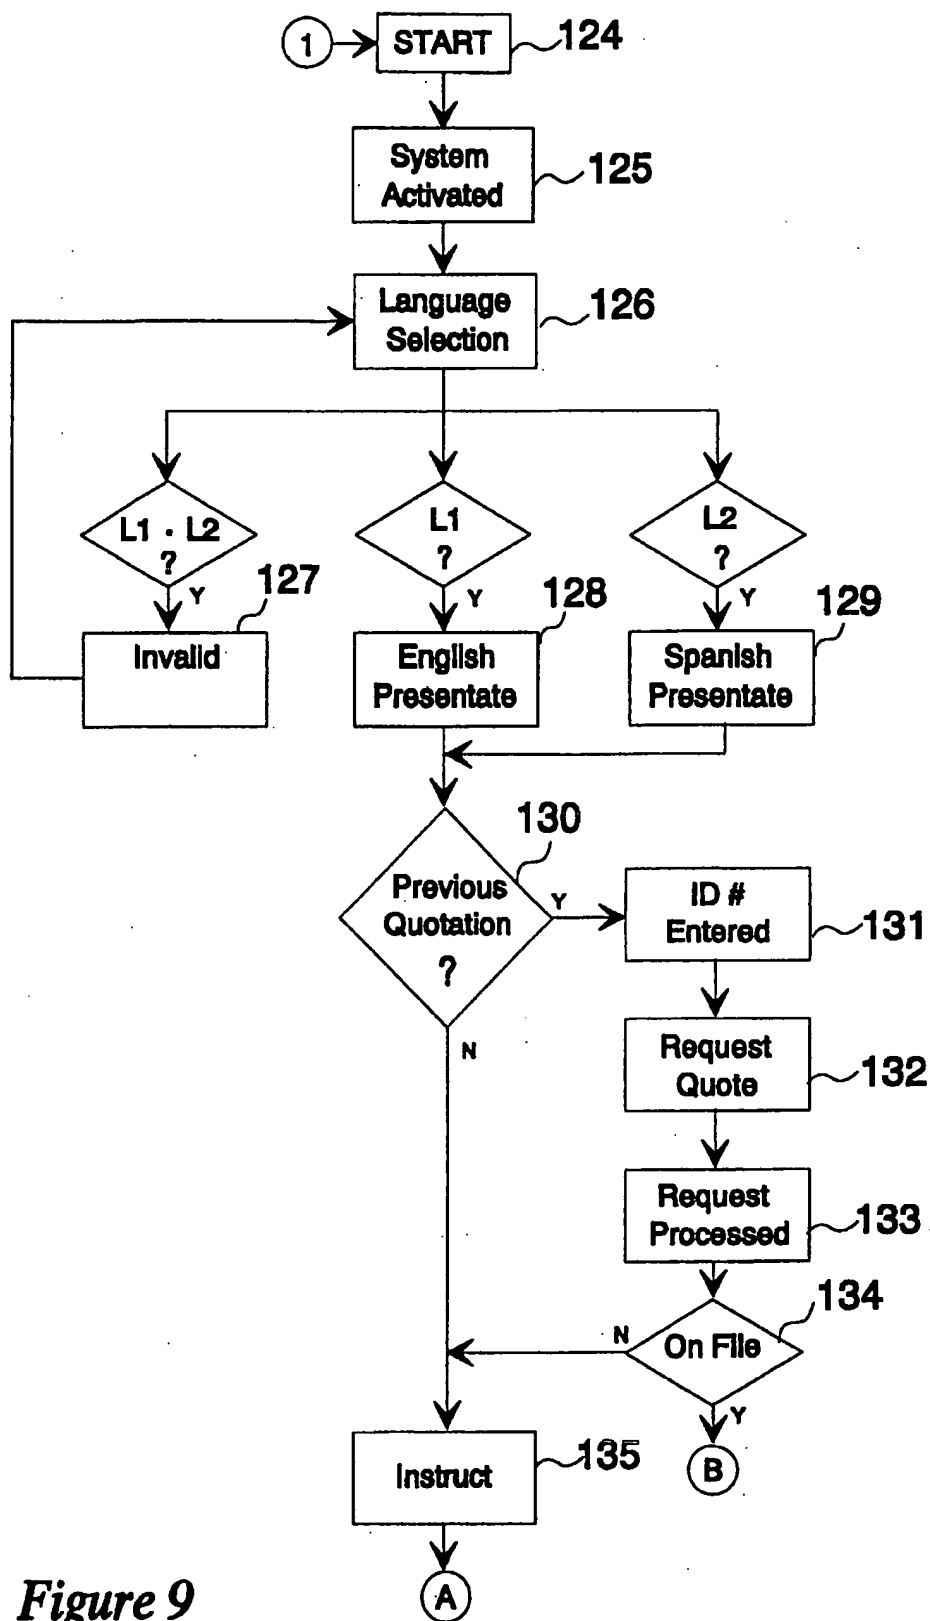 1
START
124
System
Activated
125
Language
Selection
126
L1 . L2
?
L1
?
L2
?
Y
127
Y
128
Y
129
Invalid
English
Presentate
Spanish
Presentate
130
Previous
Quotation
?
Y
ID #
Entered
131
N
Request
Quote
132
Request
Processed
133
134
On File
N
Y
Instruct
135
B
A
Figure 9